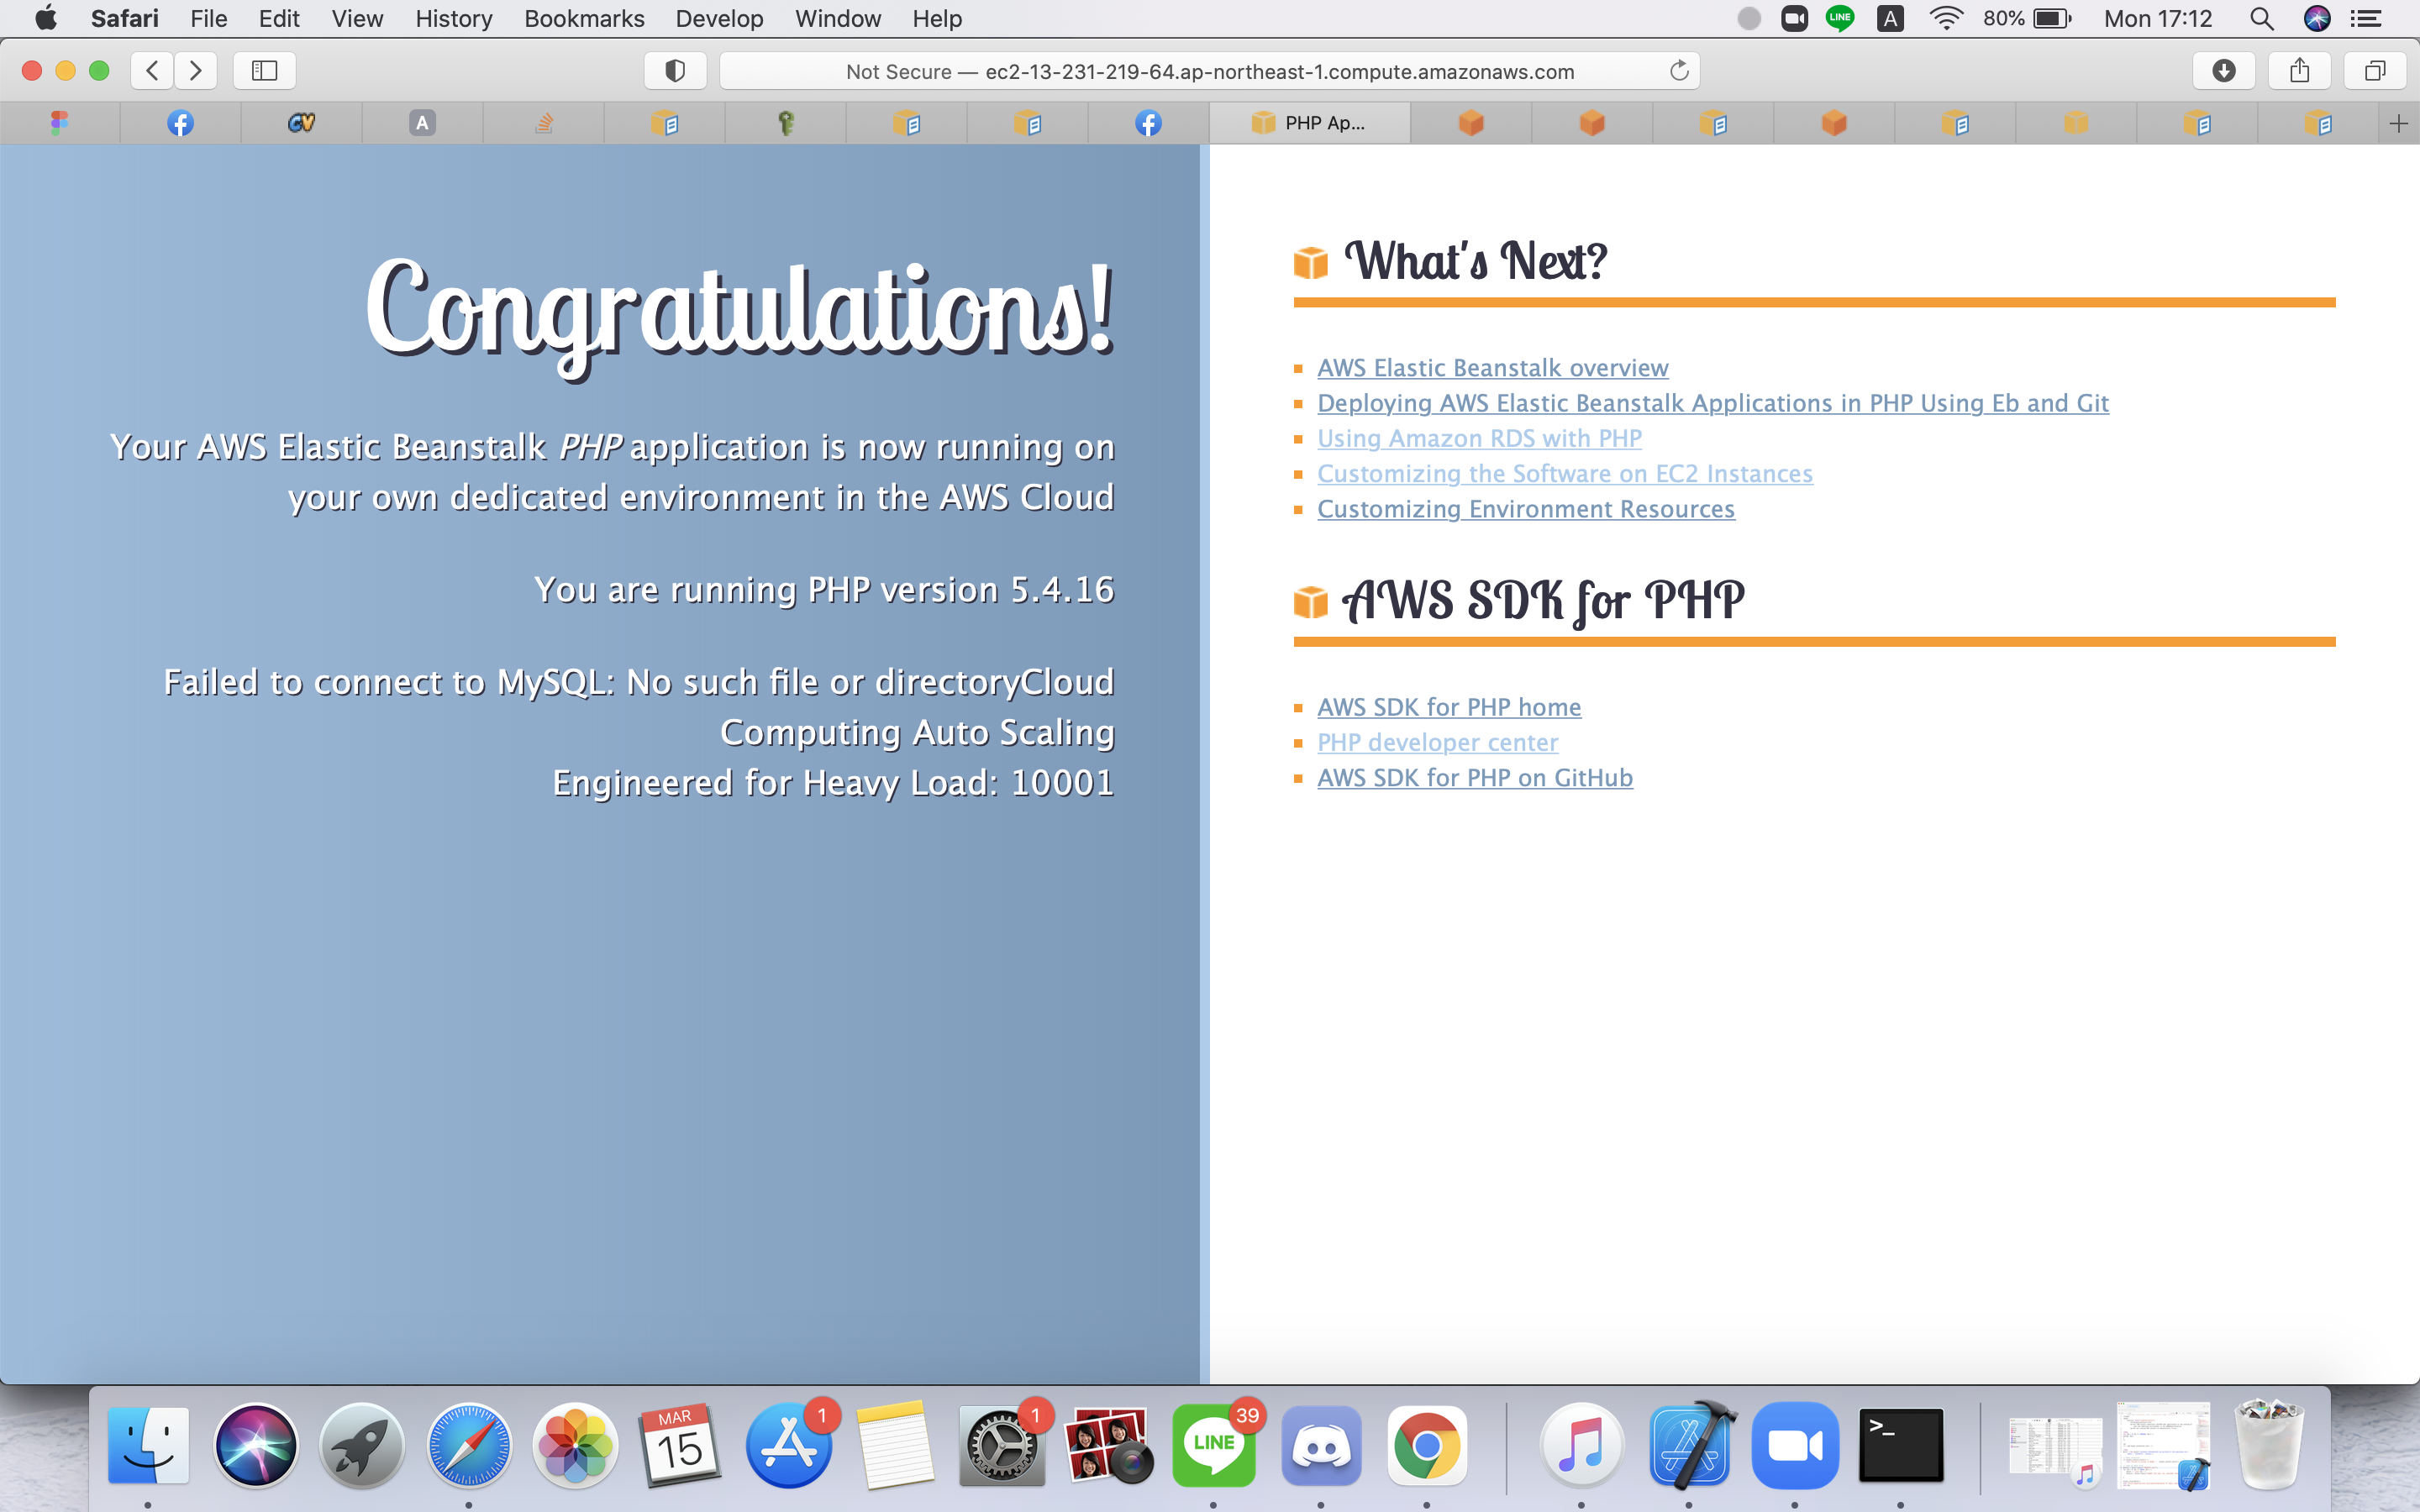 Safari File Edit View History Bookmarks Develop Window Help
LINE A 80% Mon 17:12
Not Secure — ec2-13-231-219-64.ap-northeast-1.compute.amazonaws.com
CV A PHP Ap...
Congratulations!
Your AWS Elastic Beanstalk PHP application is now running on
your own dedicated environment in the AWS Cloud
You are running PHP version 5.4.16
Failed to connect to MySQL: No such file or directoryCloud
Computing Auto Scaling
Engineered for Heavy Load: 10001
What's Next?
AWS Elastic Beanstalk overview
Deploying AWS Elastic Beanstalk Applications in PHP Using Eb and Git
Using Amazon RDS with PHP
Customizing the Software on EC2 Instances
Customizing Environment Resources
AWS SDK for PHP
AWS SDK for PHP home
PHP developer center
AWS SDK for PHP on GitHub
MAR
15
1
1
LINE
39
>_